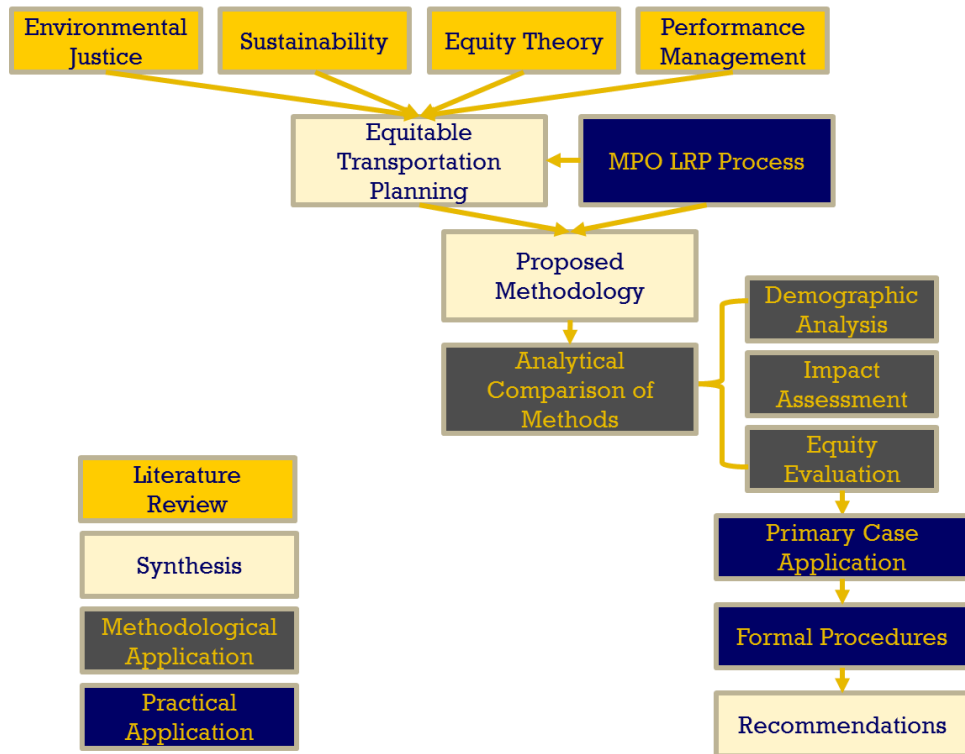 Environmental
Justice
Sustainability
Equity Theory
Performance
Management
Equitable
Transportation
Planning
MPO LRP Process
Proposed
Methodology
Analytical
Comparison of
Methods
Demographic
Analysis
Impact
Assessment
Equity
Evaluation
Primary Case
Application
Formal Procedures
Recommendations
Literature
Review
Synthesis
Methodological
Application
Practical
Application